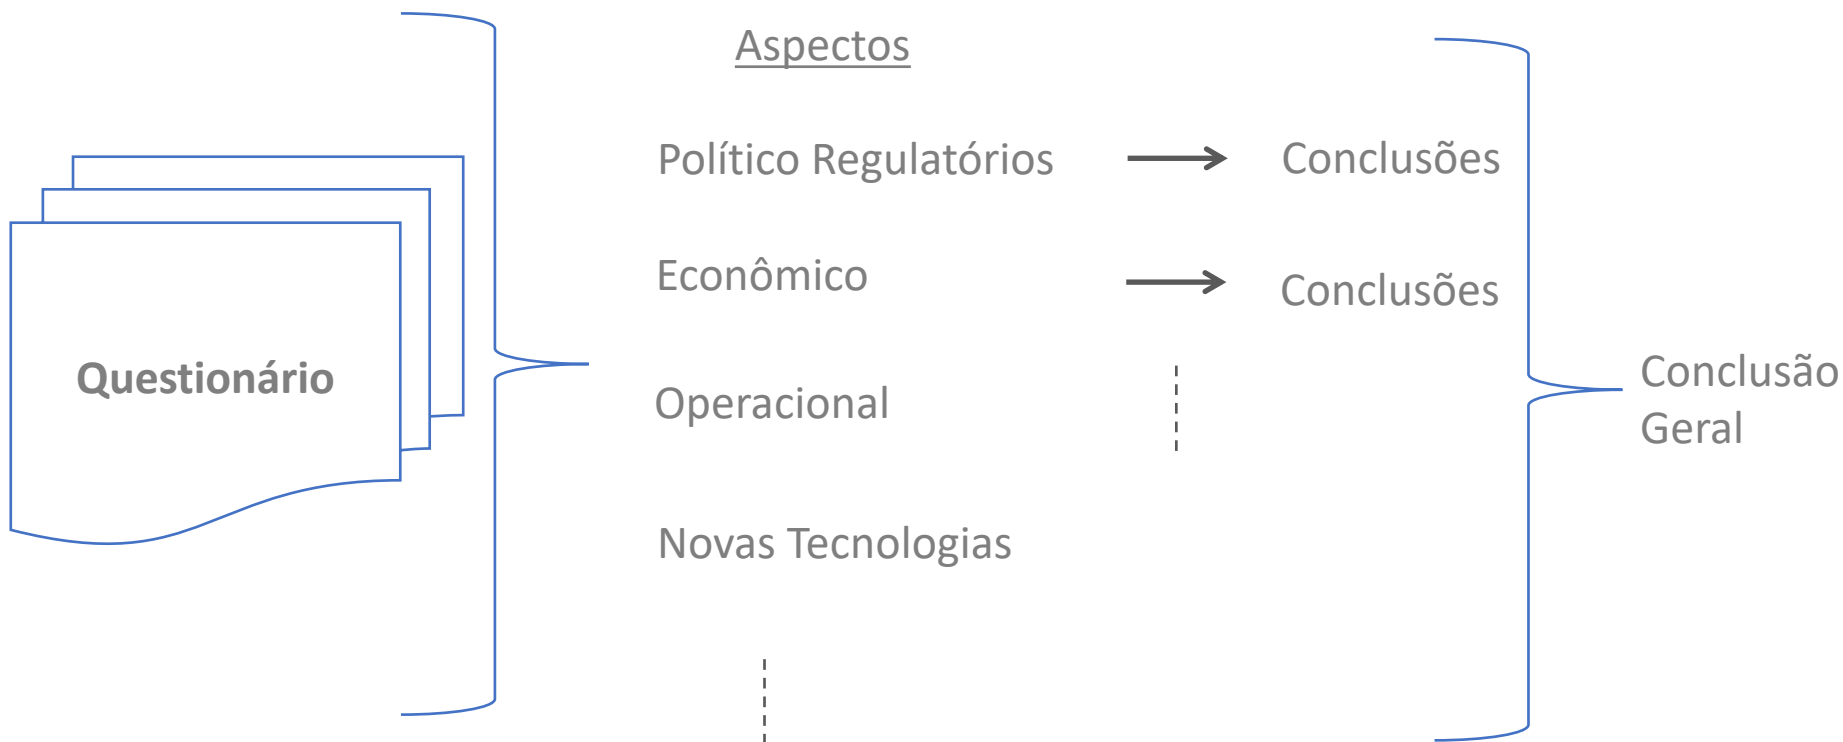 Aspectos
Político Regulatórios
Conclusões
Econômico
Conclusões
Questionário
Operacional
Conclusão
Geral
Novas Tecnologias